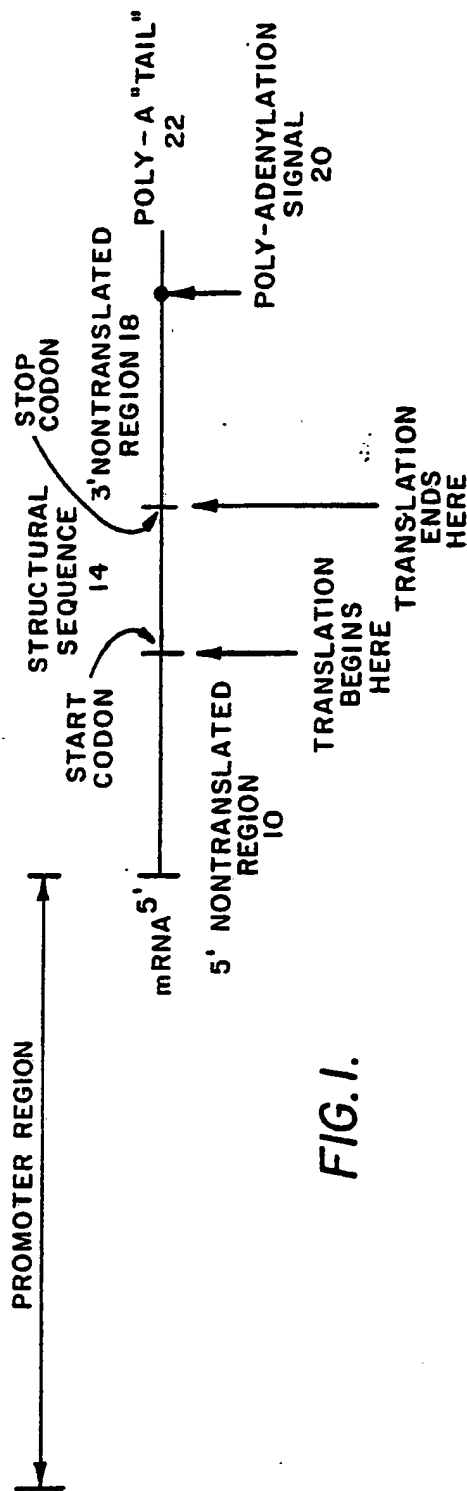 PROMOTER REGION
mRNA 5'
5' NONTRANSLATED
REGION
10
START
CODON
TRANSLATION
BEGINS
HERE
STRUCTURAL
SEQUENCE
14
STOP
CODON
TRANSLATION
ENDS
HERE
3' NONTRANSLATED
REGION 18
POLY-ADENYLATION
SIGNAL
20
POLY-A "TAIL"
22
FIG. 1.